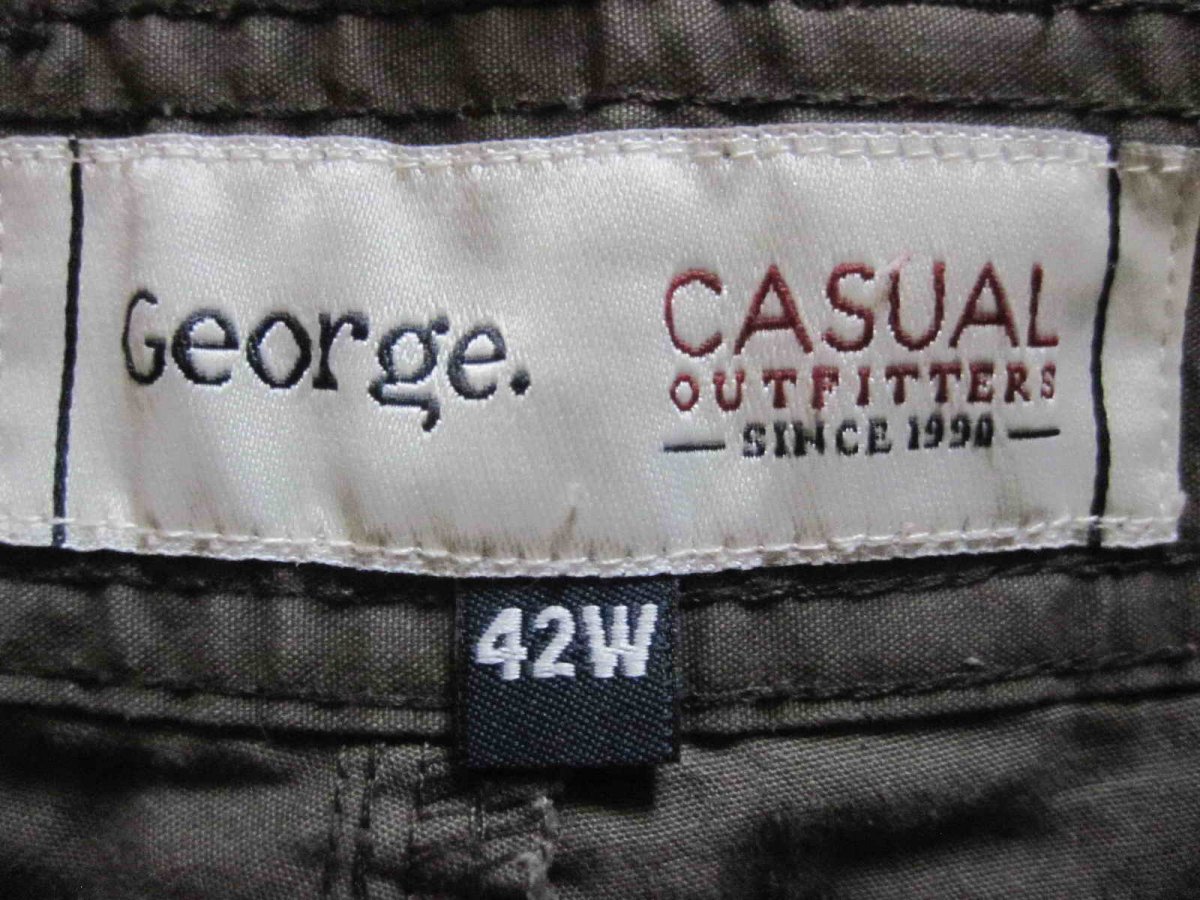 George.
CASUAL
OUTFITTERS
— SINCE 1990 —
42W